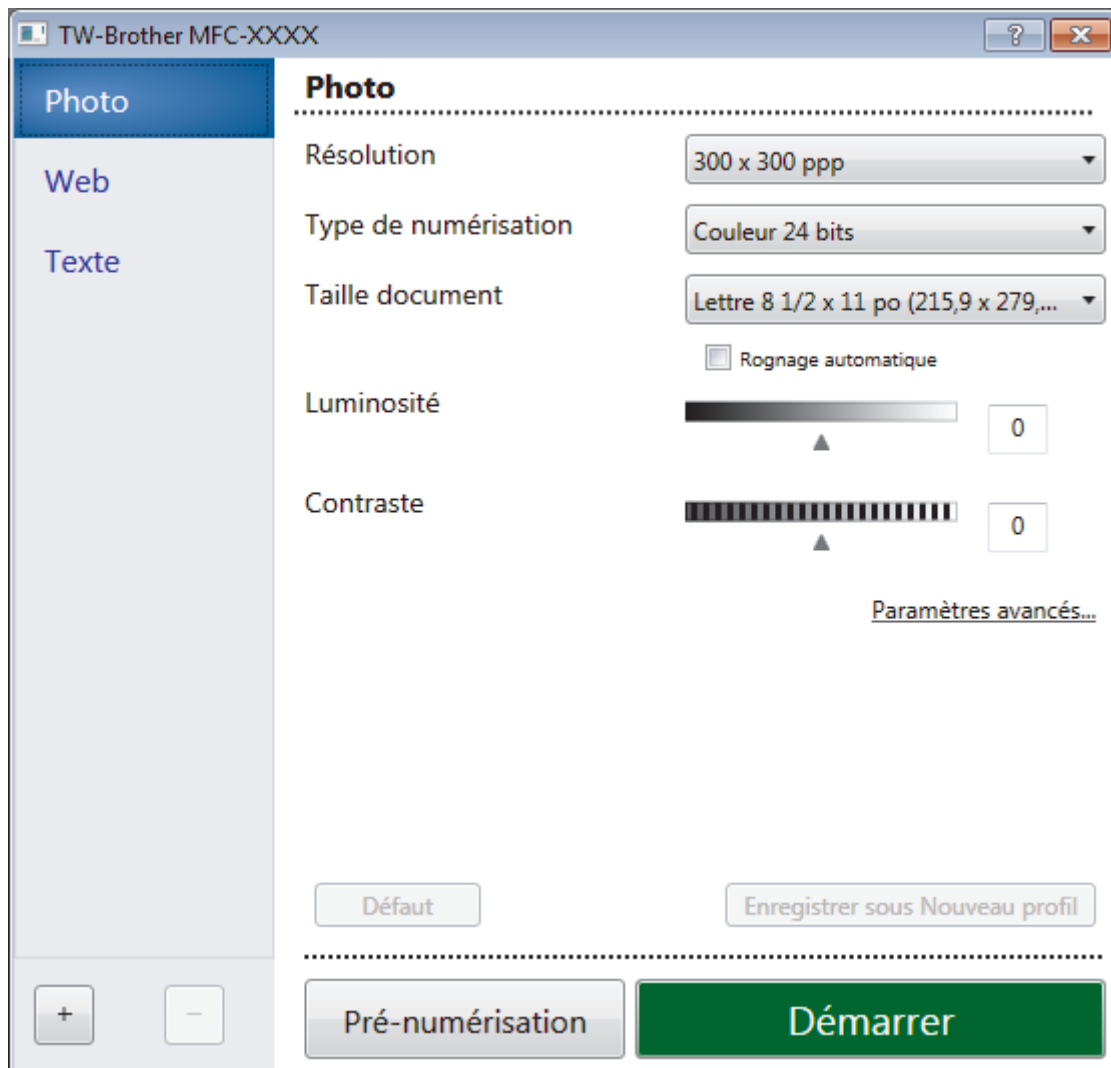 TW-Brother MFC-XXXX
?
Photo
Web
Texte
Photo
Résolution
300 x 300 ppp
Type de numérisation
Couleur 24 bits
Taille document
Lettre 8 1/2 x 11 po (215,9 x 279,...
Rognage automatique
Luminosité
0
Contraste
0
Paramètres avancés...
Défaut
Enregistrer sous Nouveau profil
+
−
Pré-numérisation
Démarrer